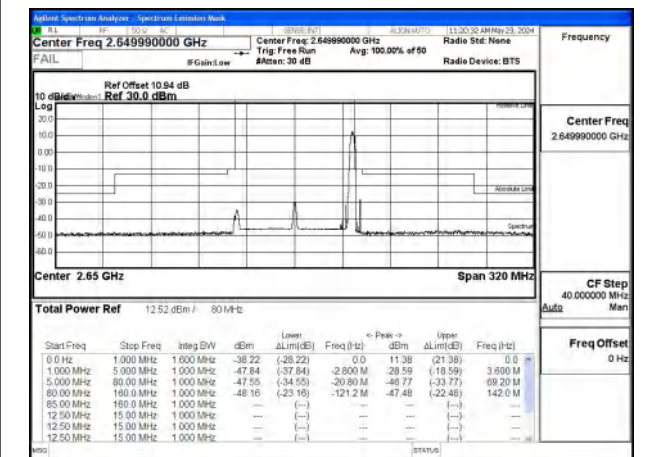 Agilent Spectrum Analyzer - Spectrum Emission Mask
RL RF 50 Ω AC SENSE:INT ALIGN AUTO 11:20:32 AM May 23, 2024
Center Freq 2.649990000 GHz
Center Freq: 2.649990000 GHz
Radio Std: None
Trig: Free Run Avg: 100.00% of 50
FAIL IFGain:Low #Atten: 30 dB Radio Device: BTS
Ref Offset 10.94 dB
10 dB/div Ref 30.0 dBm
Log
20.0
10.0
0.00
-10.0
-20.0
-30.0
-40.0
-50.0
-60.0
Relative Limit
Absolute Limit
Spectrum
Center 2.65 GHz Span 320 MHz
Total Power Ref 12.52 dBm / 80 MHz
Lower <- Peak -> Upper
Start Freq Stop Freq Integ BW dBm ΔLim(dB) Freq (Hz) dBm ΔLim(dB) Freq (Hz)
0.0 Hz 1.000 MHz 1.600 MHz -38.22 (-28.22) 0.0 11.38 (21.38) 0.0
1.000 MHz 5.000 MHz 1.000 MHz -47.84 (-37.84) -2.800 M -28.59 (-18.59) 3.600 M
5.000 MHz 80.00 MHz 1.000 MHz -47.55 (-34.55) -20.80 M -46.77 (-33.77) 69.20 M
80.00 MHz 160.0 MHz 1.000 MHz -48.16 (-23.16) -121.2 M -47.48 (-22.48) 142.0 M
85.00 MHz 160.0 MHz 1.000 MHz --- (---) --- --- (---) ---
12.50 MHz 15.00 MHz 1.000 MHz --- (---) --- --- (---) ---
12.50 MHz 15.00 MHz 1.000 MHz --- (---) --- --- (---) ---
12.50 MHz 15.00 MHz 1.000 MHz --- (---) --- --- (---) ---
MSG STATUS
Frequency
Center Freq
2.649990000 GHz
CF Step
40.000000 MHz
Auto Man
Freq Offset
0 Hz